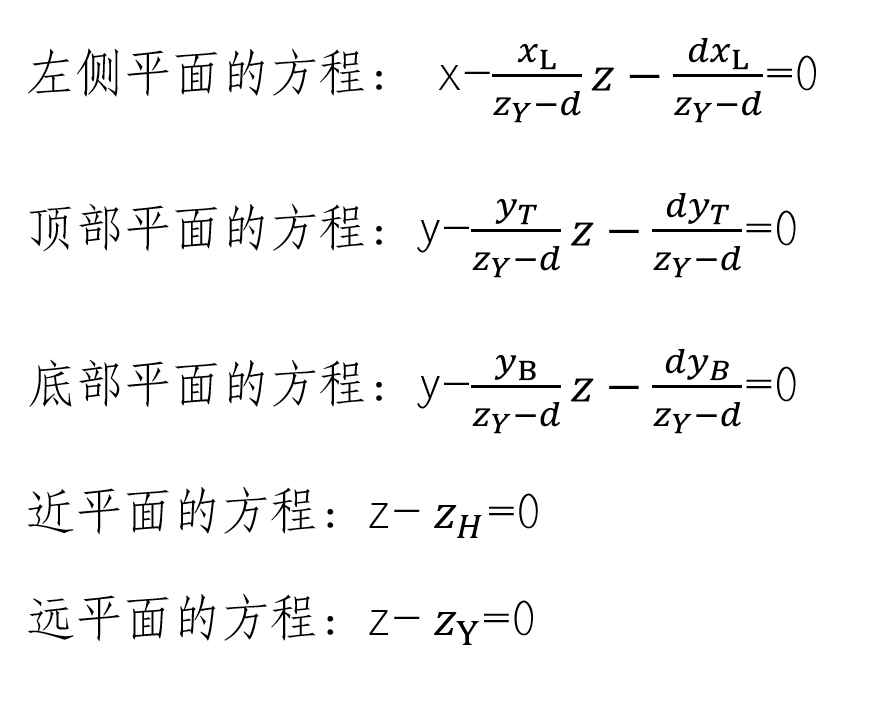 左侧平面的方程： x−\frac{x_L}{z_Y−d}z − \frac{dx_L}{z_Y−d}=0
顶部平面的方程：y−\frac{y_T}{z_Y−d}z − \frac{dy_T}{z_Y−d}=0
底部平面的方程：y−\frac{y_B}{z_Y−d}z − \frac{dy_B}{z_Y−d}=0
近平面的方程：z− z_H=0
远平面的方程：z− z_Y=0